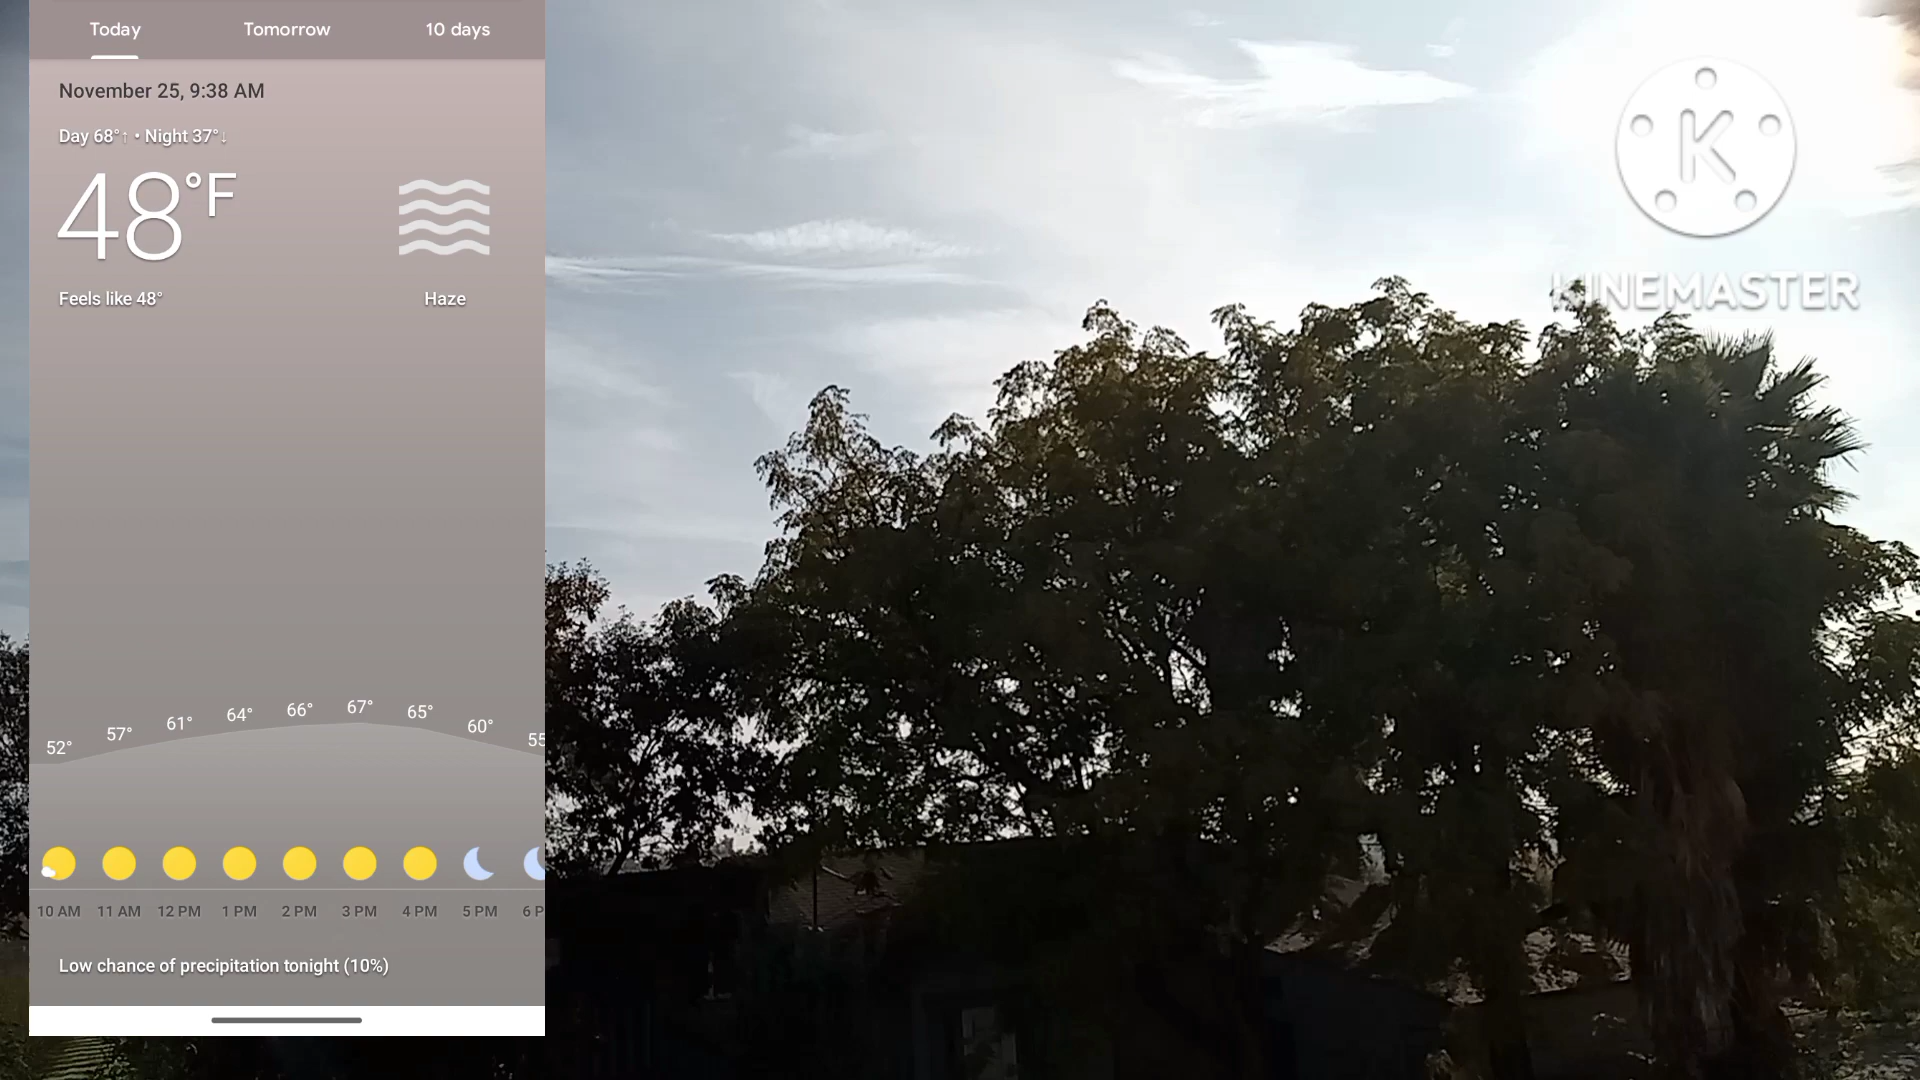 Today Tomorrow 10 days
November 25, 9:38 AM
Day 68°↑ • Night 37°↓
48°F
Feels like 48° Haze
52° 57° 61° 64° 66° 67° 65° 60° 55
10 AM 11 AM 12 PM 1 PM 2 PM 3 PM 4 PM 5 PM 6 P
Low chance of precipitation tonight (10%)
K
KINEMASTER